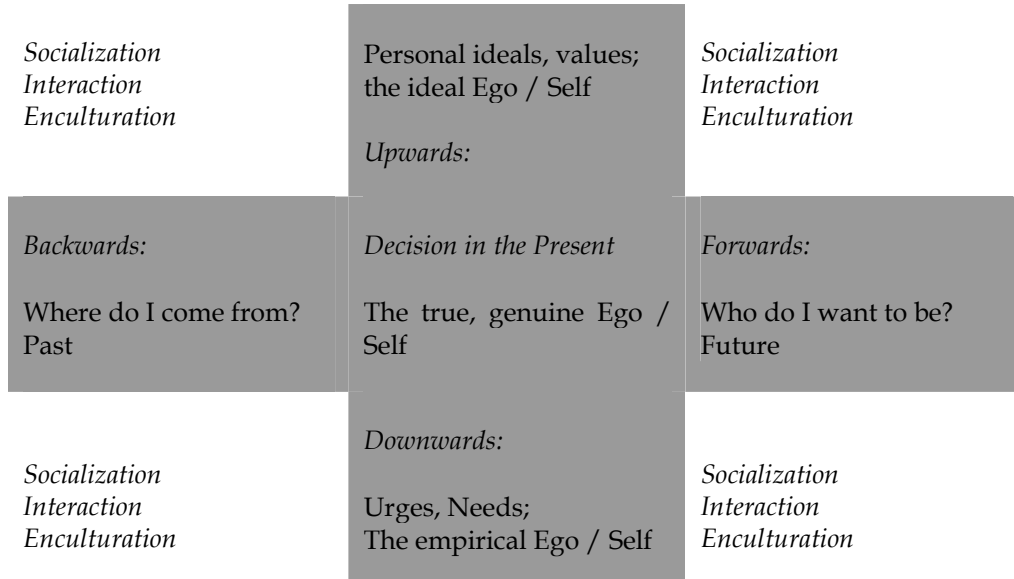 Socialization
Interaction
Enculturation
Personal ideals, values;
the ideal Ego / Self
Upwards:
Socialization
Interaction
Enculturation
Backwards:
Where do I come from?
Past
Decision in the Present
The true, genuine Ego /
Self
Forwards:
Who do I want to be?
Future
Socialization
Interaction
Enculturation
Downwards:
Urges, Needs;
The empirical Ego / Self
Socialization
Interaction
Enculturation